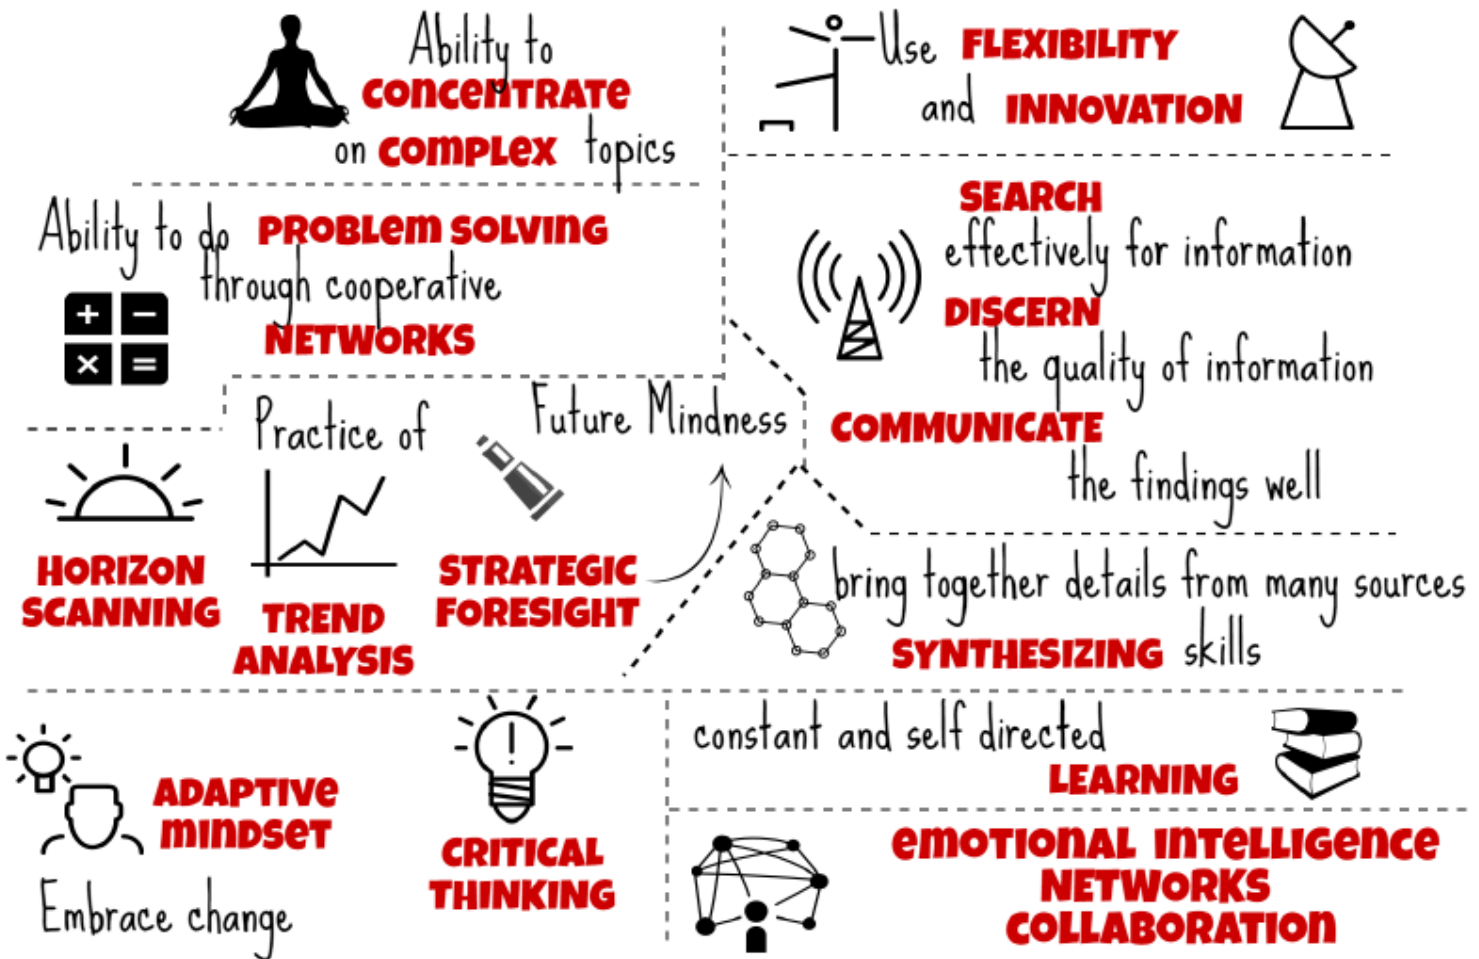 Ability to
CONCENTRATE
on COMPLEX topics
Use FLEXIBILITY
and INNOVATION
Ability to do PROBLEM SOLVING
through cooperative
NETWORKS
SEARCH
effectively for information
DISCERN
the quality of information
COMMUNICATE
the findings well
Practice of
Future Mindness
HORIZON
SCANNING
TREND
ANALYSIS
STRATEGIC
FORESIGHT
bring together details from many sources
SYNTHESIZING skills
ADAPTIVE
MINDSET
Embrace change
CRITICAL
THINKING
constant and self directed
LEARNING
EMOTIONAL INTELLIGENCE
NETWORKS
COLLABORATION